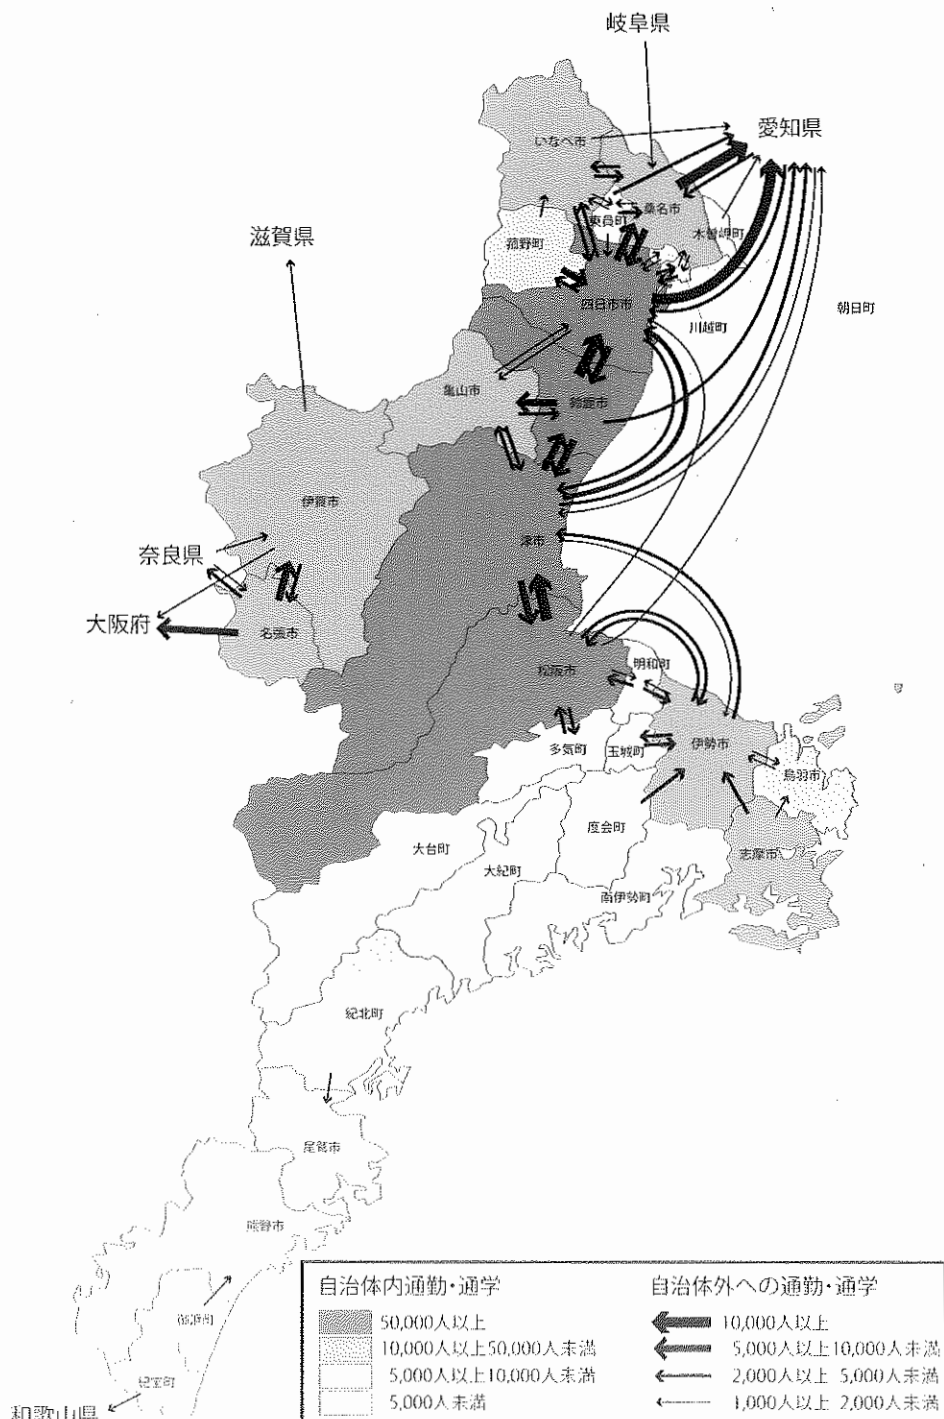 岐阜県
愛知県
いなべ市
桑名市
東員町
木曽岬町
滋賀県
菰野町
四日市市
朝日町
川越町
亀山市
鈴鹿市
伊賀市
津市
奈良県
大阪府
名張市
松阪市
明和町
多気町
玉城町
伊勢市
鳥羽市
度会町
大台町
志摩市
大紀町
南伊勢町
紀北町
尾鷲市
熊野市
御浜町
紀宝町
和歌山県
自治体内通勤・通学
50,000人以上
10,000人以上50,000人未満
5,000人以上10,000人未満
5,000人未満
自治体外への通勤・通学
10,000人以上
5,000人以上10,000人未満
2,000人以上 5,000人未満
1,000人以上 2,000人未満